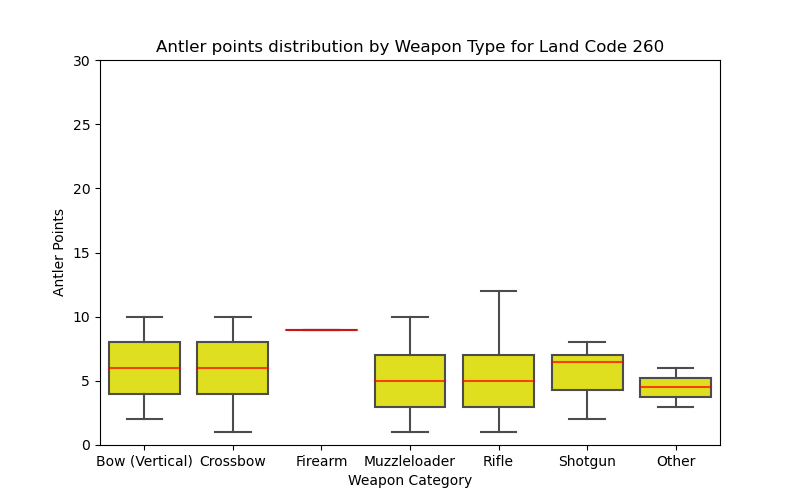 Antler points distribution by Weapon Type for Land Code 260
Antler Points
30
25
20
15
10
5
0
Bow (Vertical) Crossbow Firearm Muzzleloader Rifle Shotgun Other
Weapon Category